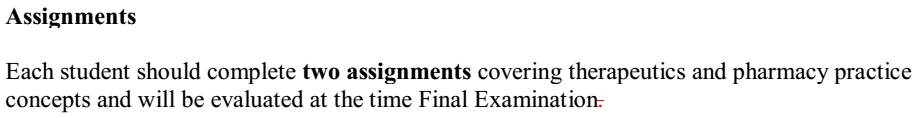 Assignments
Each student should complete two assignments covering therapeutics and pharmacy practice
concepts and will be evaluated at the time Final Examination.